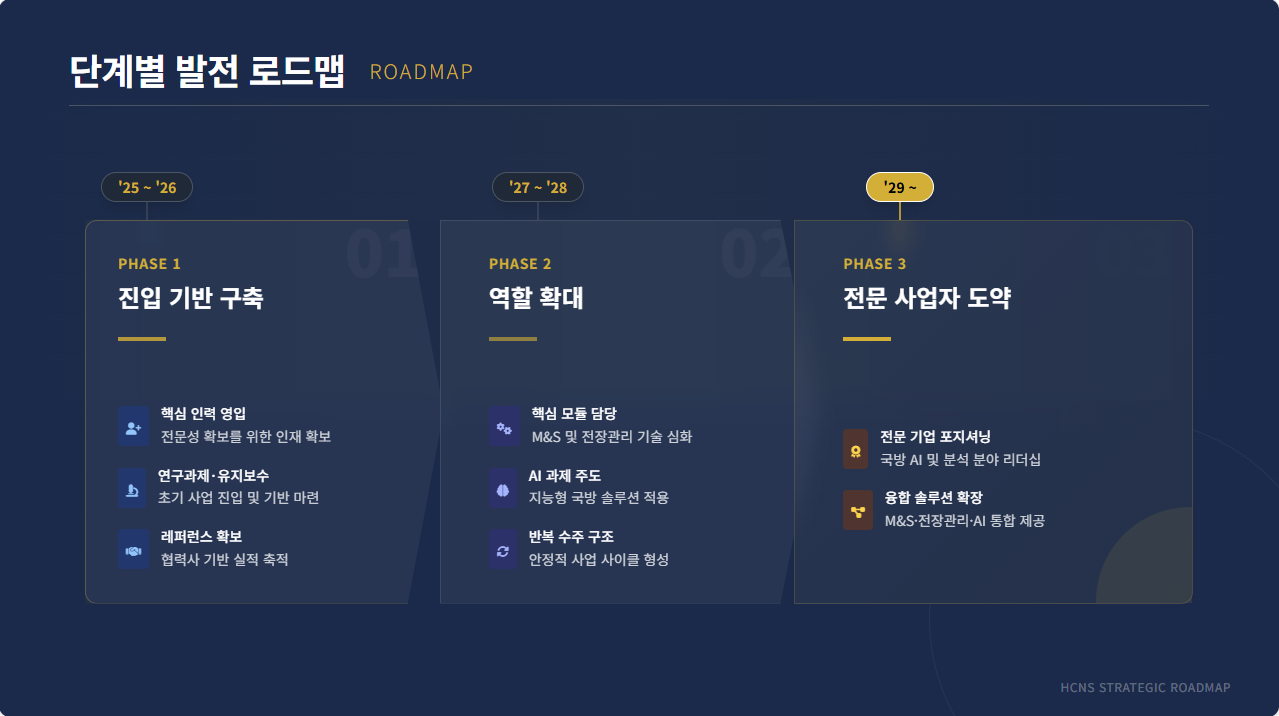 단계별 발전 로드맵 ROADMAP
'25 ~ '26
01
PHASE 1
진입 기반 구축
핵심 인력 영입
전문성 확보를 위한 인재 확보
연구과제·유지보수
초기 사업 진입 및 기반 마련
레퍼런스 확보
협력사 기반 실적 축적
'27 ~ '28
02
PHASE 2
역할 확대
핵심 모듈 담당
M&S 및 전장관리 기술 심화
AI 과제 주도
지능형 국방 솔루션 적용
반복 수주 구조
안정적 사업 사이클 형성
'29 ~
03
PHASE 3
전문 사업자 도약
전문 기업 포지셔닝
국방 AI 및 분석 분야 리더십
융합 솔루션 확장
M&S·전장관리·AI 통합 제공
HCNS STRATEGIC ROADMAP